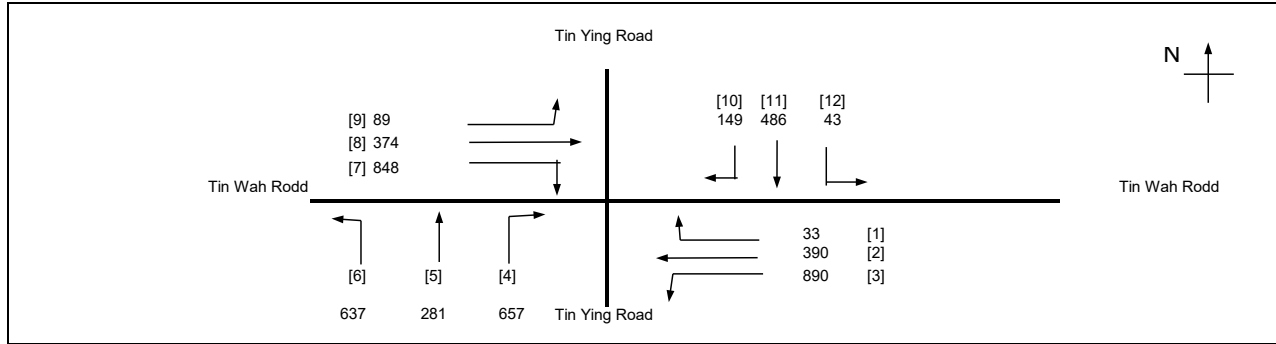 Tin Ying Road
N
[10] [11] [12]
149 486 43
[9] 89
[8] 374
[7] 848
Tin Wah Rodd
Tin Wah Rodd
33 [1]
390 [2]
890 [3]
[6] [5] [4]
637 281 657
Tin Ying Road